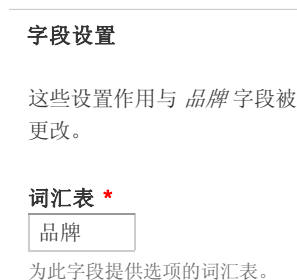 字段设置
这些设置作用与 品牌 字段被
更改。
词汇表 *
品牌
为此字段提供选项的词汇表。